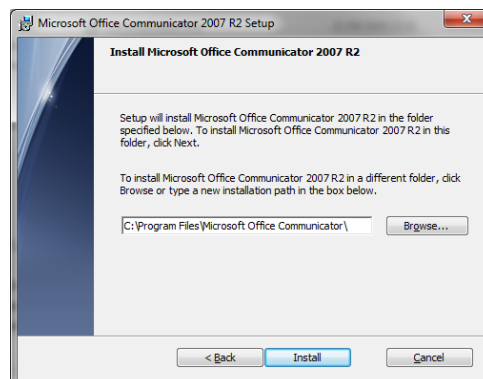 Microsoft Office Communicator 2007 R2 Setup
Install Microsoft Office Communicator 2007 R2
Setup will install Microsoft Office Communicator 2007 R2 in the folder
specified below. To install Microsoft Office Communicator 2007 R2 in this
folder, click Next.
To install Microsoft Office Communicator 2007 R2 in a different folder, click
Browse or type a new installation path in the box below.
C:\Program Files\Microsoft Office Communicator\
Browse...
< Back
Install
Cancel